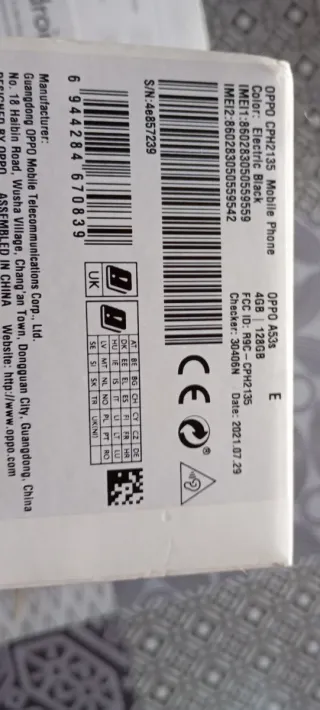 OPPO CPH2135 Mobile Phone
Color: Electric Black
IMEI1:860283050559559
IMEI2:860283050559542
E
OPPO A53s
4GB | 128GB
FCC ID: R9C-CPH2135
Checker: 30406N Date: 2021.07.29
S/N:4e857239
CE
®
6 944284 670839
UK
AT BE BG CH CY CZ DE
DK EE EL ES FI FR HR
HU IE IS IT LI LT LU
LV MT NL NO PL PT RO
SE SI SK TR UK(NI)
Manufacturer:
Guangdong OPPO Mobile Telecommunications Corp., Ltd.
No. 18 Haibin Road, Wusha Village, Chang'an Town, Dongguan City, Guangdong, China
DESIGNED BY OPPO ASSEMBLED IN CHINA Website: http://www.oppo.com